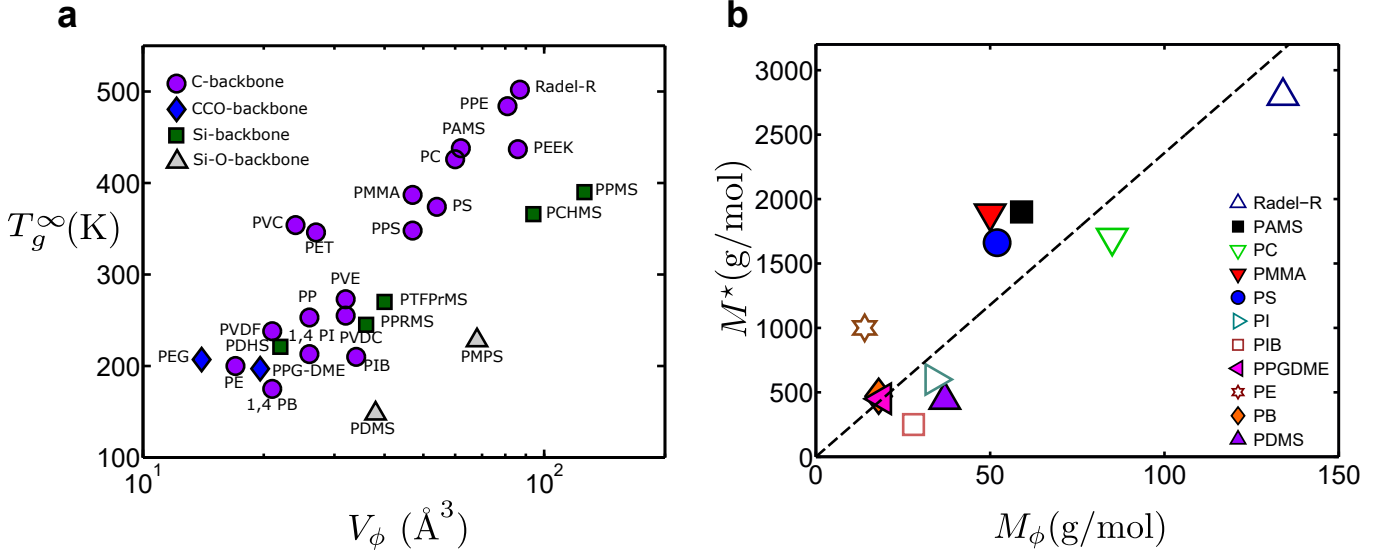 a
b
T_g^∞(K)
500
400
300
200
100
10^1
10^2
V_ϕ (Å^3)
C-backbone
CCO-backbone
Si-backbone
Si-O-backbone
Radel-R
PPE
PAMS
PC
PEEK
PPMS
PMMA
PS
PCHMS
PVC
PPS
PET
PVE
PP
PTFPrMS
PVDF
1,4 PI
PPRMS
PDHS
PVDC
PEG
PMPS
PE
PPG-DME
PIB
1,4 PB
PDMS
M⋆(g/mol)
3000
2500
2000
1500
1000
500
0
0
50
100
150
M_ϕ(g/mol)
Radel-R
PAMS
PC
PMMA
PS
PI
PIB
PPGDME
PE
PB
PDMS